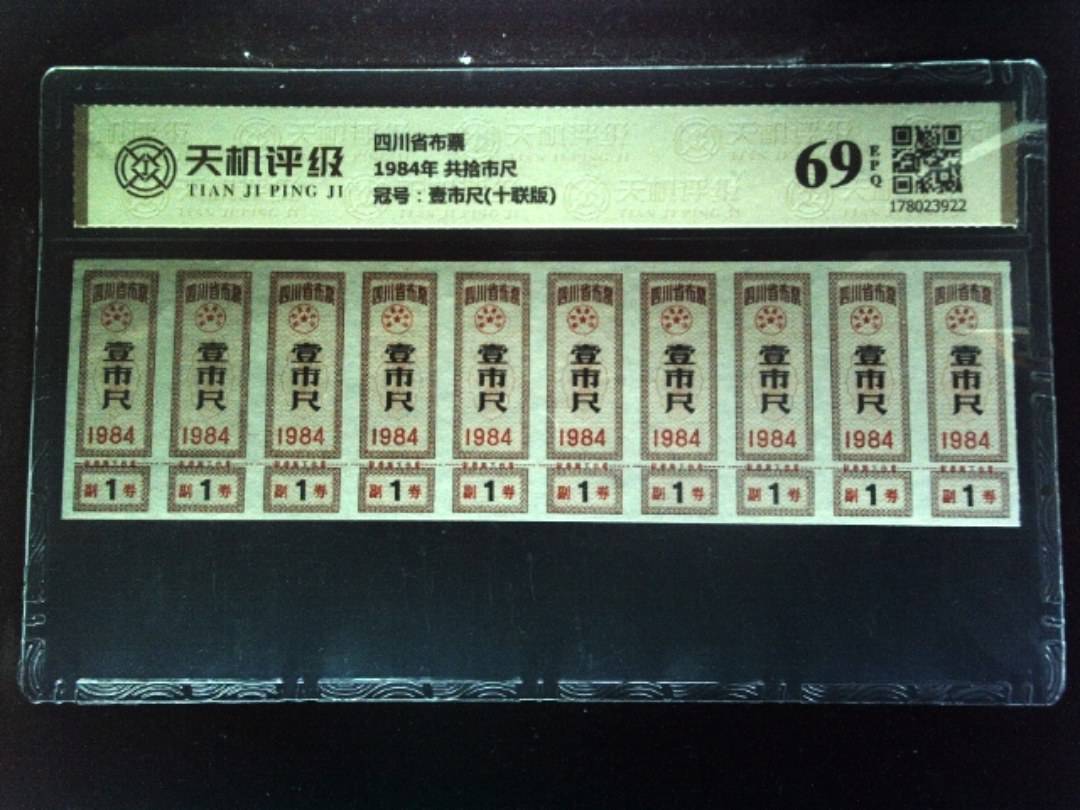 天机评级
TIAN JI PING JI
四川省布票
1984年 共拾市尺
冠号：壹市尺(十联版)
69 EPQ
178023922
四川省布票 四川省布票 四川省布票 四川省布票 四川省布票 四川省布票 四川省布票 四川省布票 四川省布票 四川省布票
壹市尺 壹市尺 壹市尺 壹市尺 壹市尺 壹市尺 壹市尺 壹市尺 壹市尺 壹市尺
1984 1984 1984 1984 1984 1984 1984 1984 1984 1984
副1券 副1券 副1券 副1券 副1券 副1券 副1券 副1券 副1券 副1券